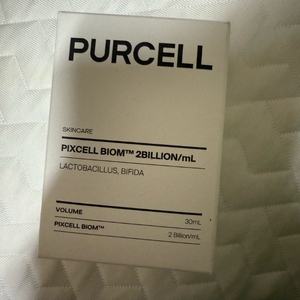 PURCELL
SKINCARE
PIXCELL BIOM™ 2BILLION/mL
LACTOBACILLUS, BIFIDA
VOLUME 30mL
PIXCELL BIOM™ 2 Billion/mL